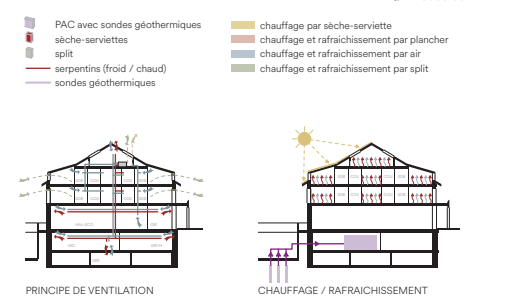 PAC avec sondes géothermiques
sèche-serviettes
split
serpentins (froid / chaud)
sondes géothermiques
chauffage par sèche-serviette
chauffage et rafraichissement par plancher
chauffage et rafraichissement par air
chauffage et rafraichissement par split
PRINCIPE DE VENTILATION
CHAUFFAGE / RAFRAICHISSEMENT